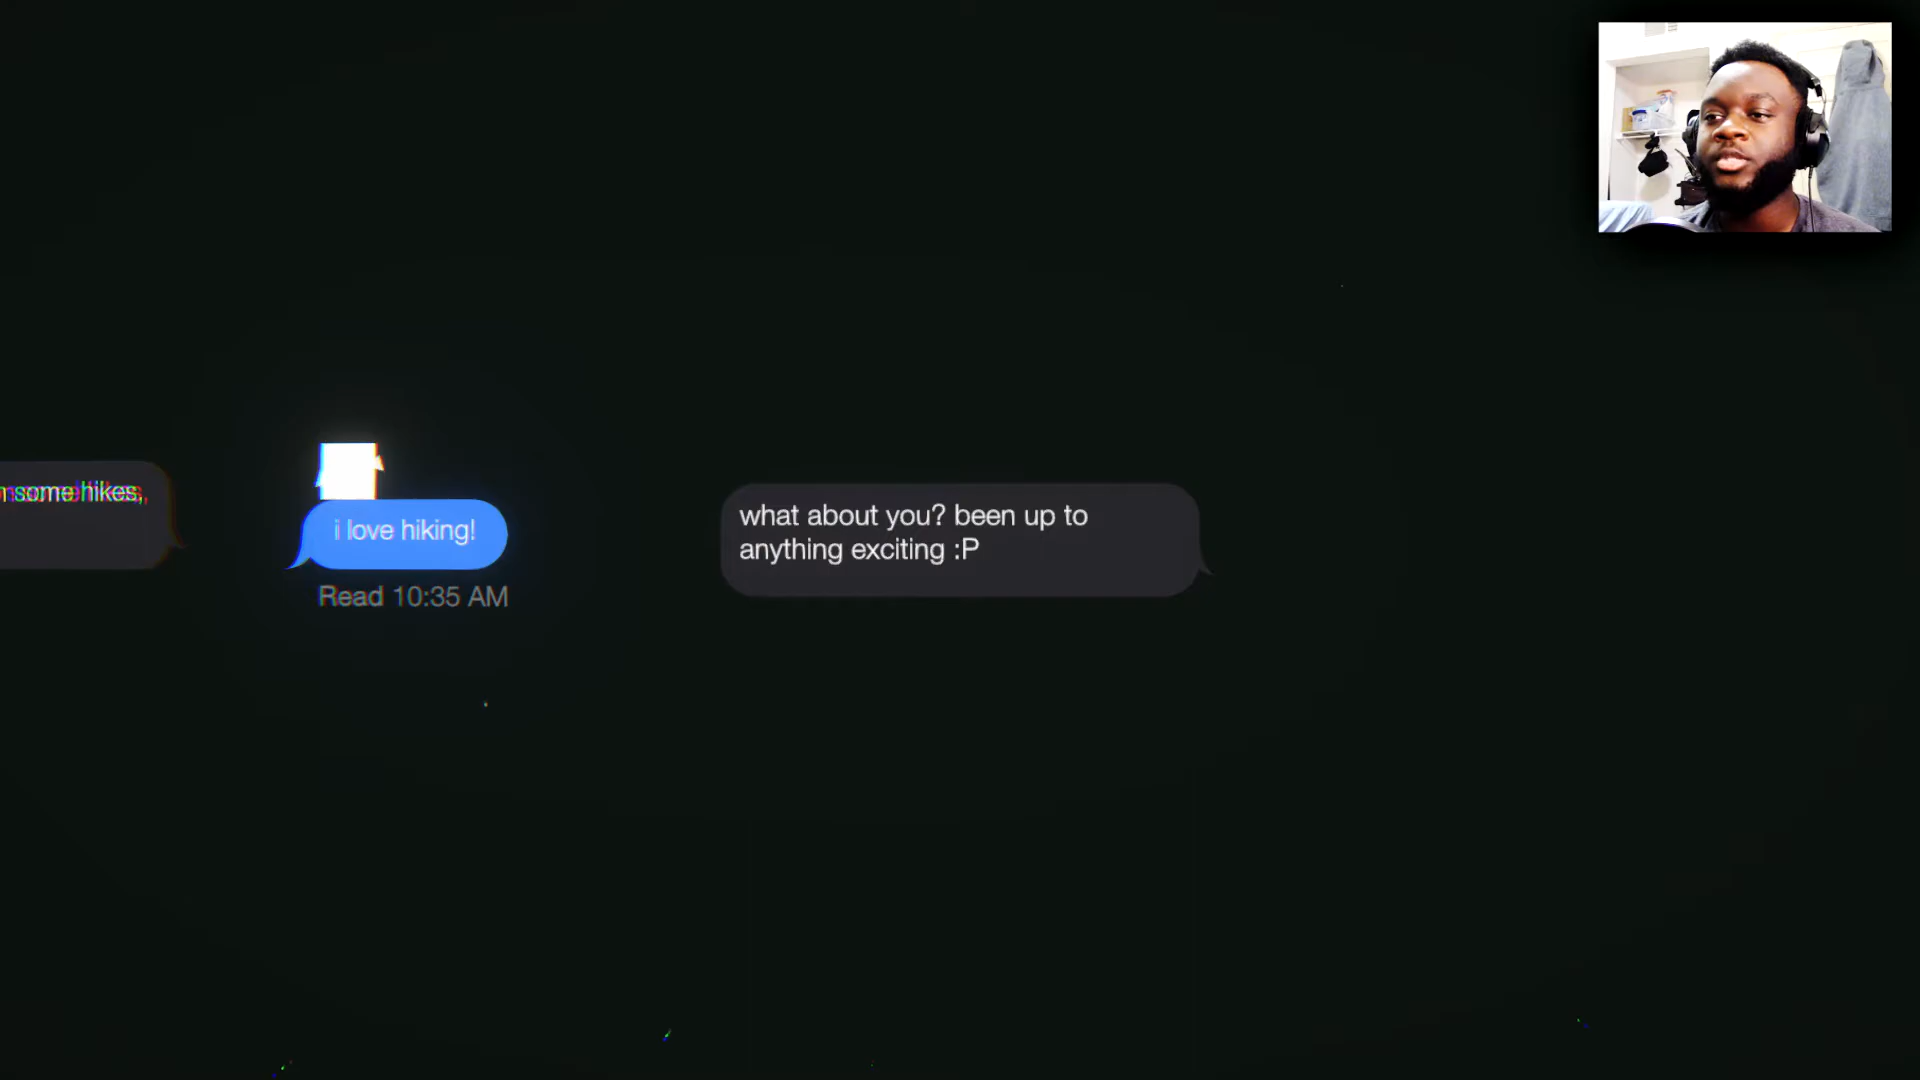 some hikes,
i love hiking!
Read 10:35 AM
what about you? been up to
anything exciting :P